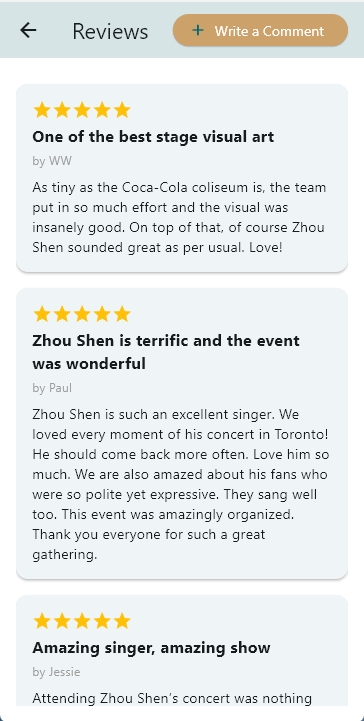 Reviews
+ Write a Comment
One of the best stage visual art
by WW
As tiny as the Coca-Cola coliseum is, the team
put in so much effort and the visual was
insanely good. On top of that, of course Zhou
Shen sounded great as per usual. Love!
Zhou Shen is terrific and the event
was wonderful
by Paul
Zhou Shen is such an excellent singer. We
loved every moment of his concert in Toronto!
He should come back more often. Love him so
much. We are also amazed about his fans who
were so polite yet expressive. They sang well
too. This event was amazingly organized.
Thank you everyone for such a great
gathering.
Amazing singer, amazing show
by Jessie
Attending Zhou Shen's concert was nothing